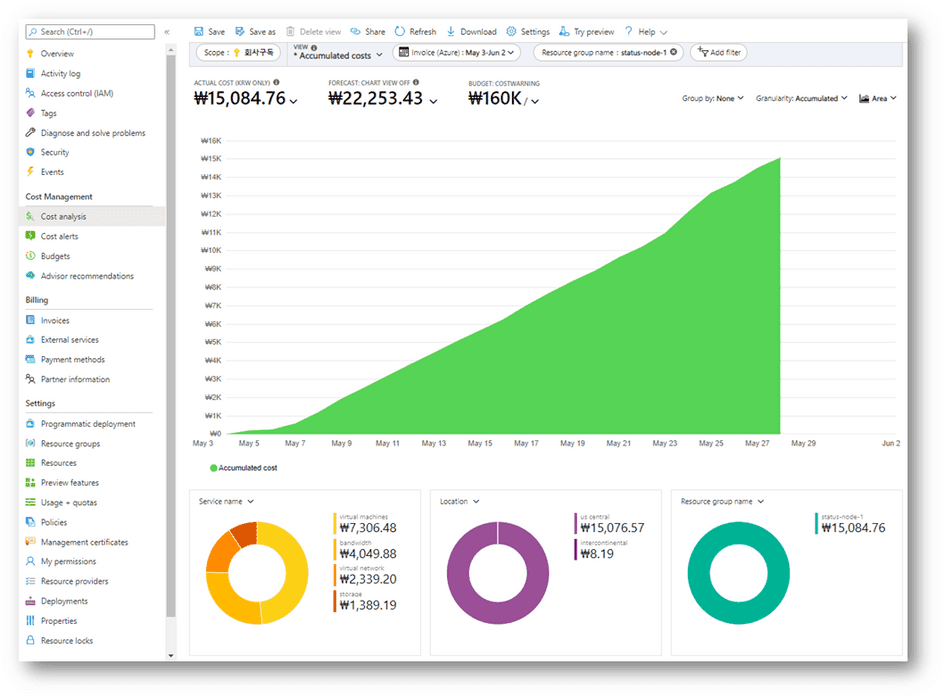 Search (Ctrl+/)
«
Overview
Activity log
Access control (IAM)
Tags
Diagnose and solve problems
Security
Events
Cost Management
Cost analysis
Cost alerts
Budgets
Advisor recommendations
Billing
Invoices
External services
Payment methods
Partner information
Settings
Programmatic deployment
Resource groups
Resources
Preview features
Usage + quotas
Policies
Management certificates
My permissions
Resource providers
Deployments
Properties
Resource locks
Save Save as Delete view Share Refresh Download Settings Try preview ? Help
Scope : 회사구독
VIEW
* Accumulated costs
Invoice (Azure) : May 3-Jun 2
Resource group name : status-node-1
Add filter
ACTUAL COST (KRW ONLY)
₩15,084.76
FORECAST: CHART VIEW OFF
₩22,253.43
BUDGET: COSTWARNING
₩160K /
Group by: None
Granularity: Accumulated
Area
₩16K
₩15K
₩14K
₩13K
₩12K
₩11K
₩10K
₩9K
₩8K
₩7K
₩6K
₩5K
₩4K
₩3K
₩2K
₩1K
₩0
May 3 May 5 May 7 May 9 May 11 May 13 May 15 May 17 May 19 May 21 May 23 May 25 May 27 May 29 Jun 2
Accumulated cost
Service name
virtual machines
₩7,306.48
bandwidth
₩4,049.88
virtual network
₩2,339.20
storage
₩1,389.19
Location
us central
₩15,076.57
intercontinental
₩8.19
Resource group name
status-node-1
₩15,084.76